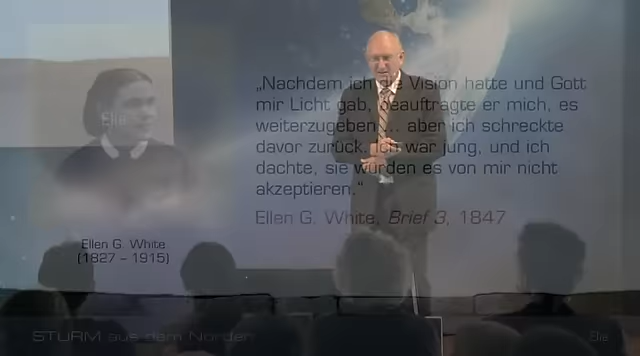 Elie
„Nachdem ich die Vision hatte und Gott
mir Licht gab, beauftragte er mich, es
weiterzugeben ... aber ich schreckte
davor zurück. Ich war jung, und ich
dachte, sie würden es von mir nicht
akzeptieren.“
Ellen G. White, Brief 3, 1847
Ellen G. White
(1827 – 1915)
STURM aus dem Norden
Elie